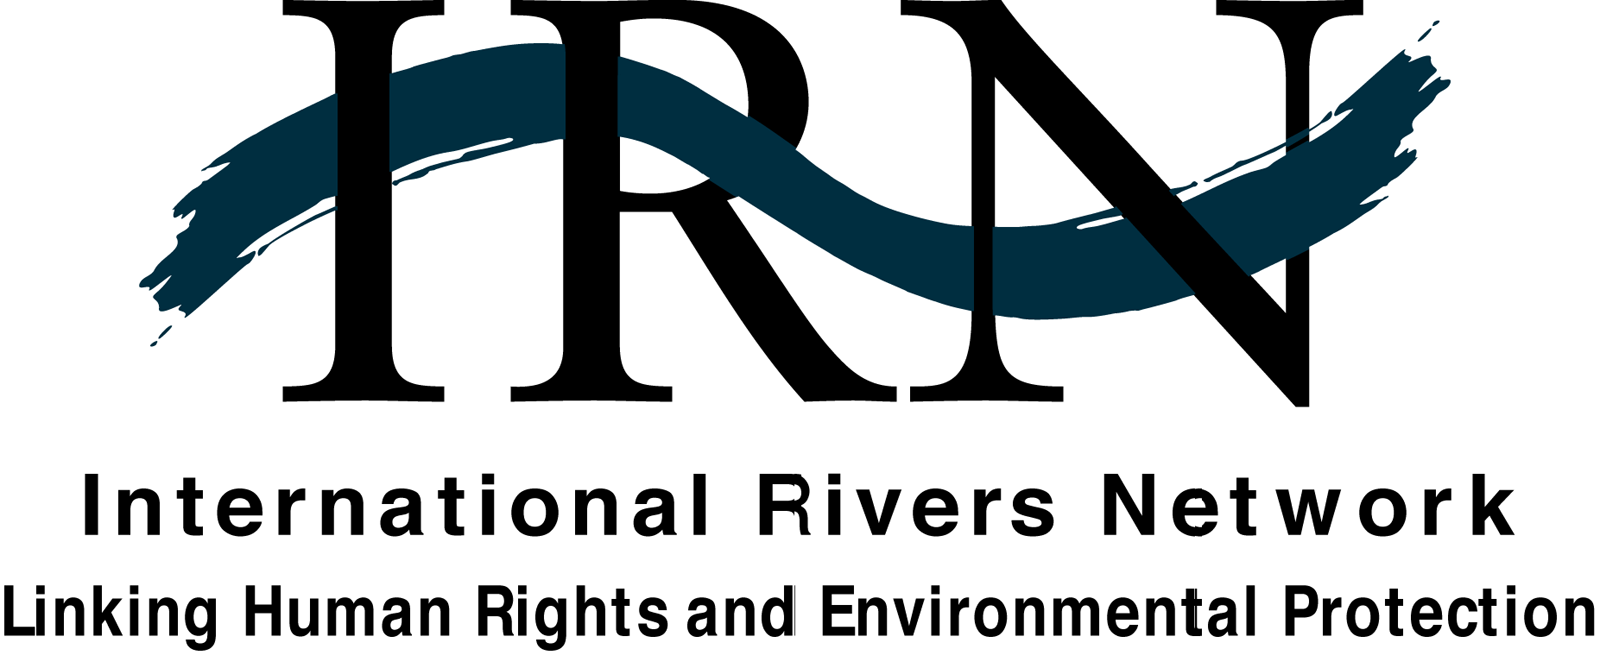 IRN
International Rivers Network
Linking Human Rights and Environmental Protection